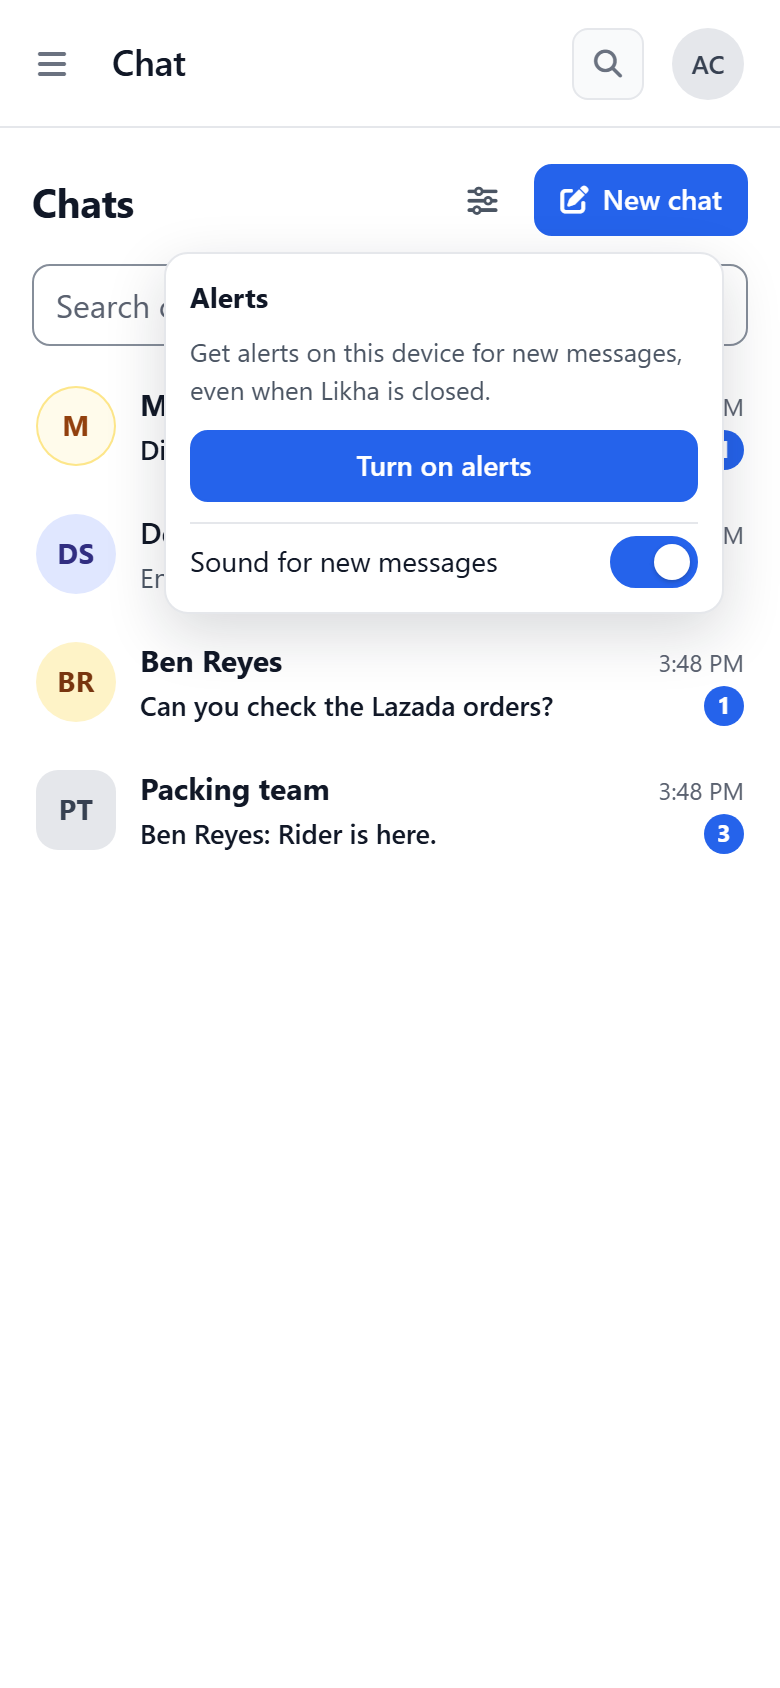 Chat
AC
Chats
New chat
Search
Alerts
Get alerts on this device for new messages,
even when Likha is closed.
M
Turn on alerts
DS
Sound for new messages
BR
Ben Reyes
3:48 PM
Can you check the Lazada orders?
1
PT
Packing team
3:48 PM
Ben Reyes: Rider is here.
3